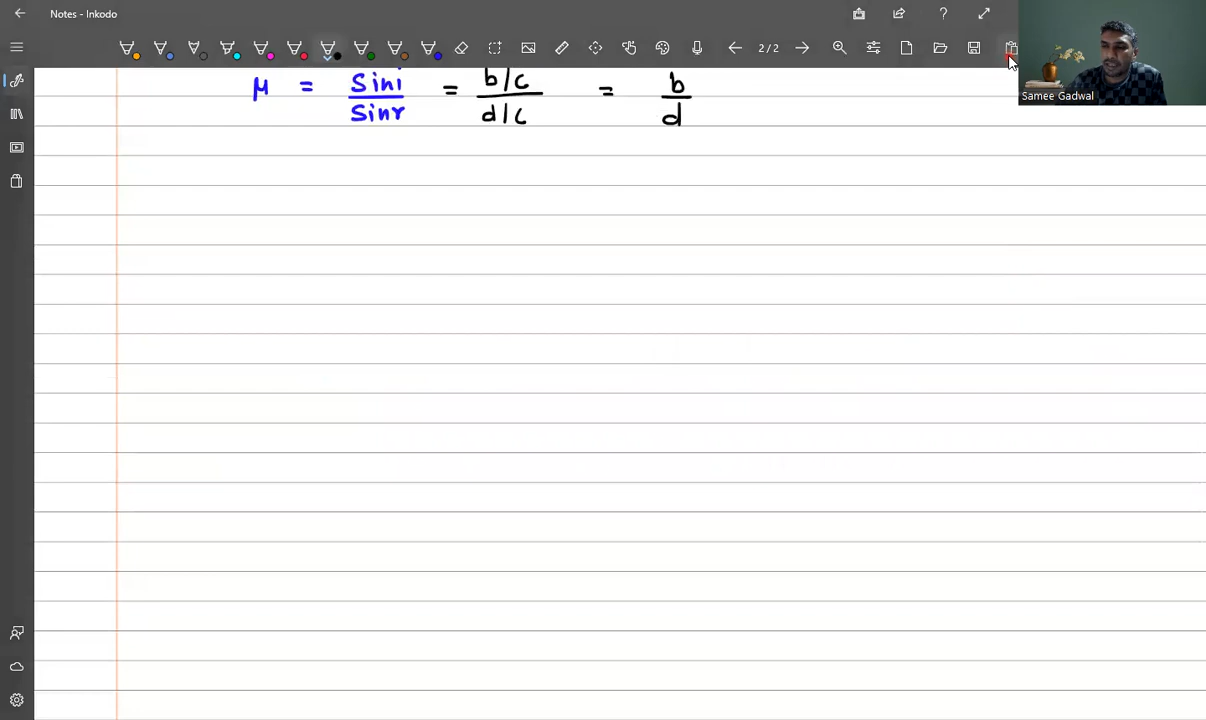 Notes - Inkodo
2 / 2
Samee Gadwal
μ = Sini / Sinr = b/c / d/c = b / d